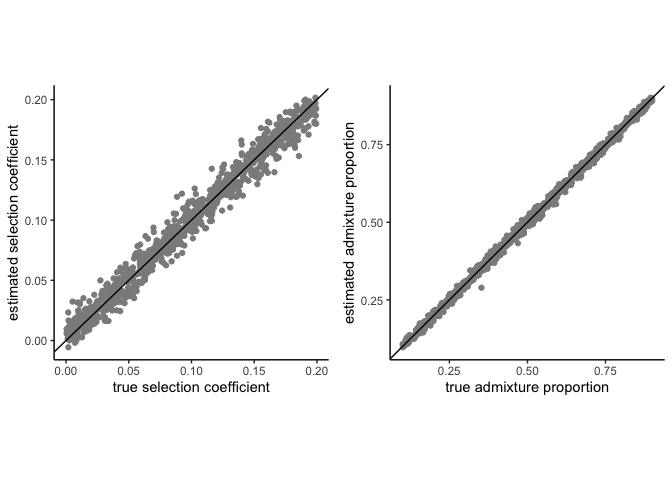 estimated selection coefficient
0.20
0.15
0.10
0.05
0.00
0.00 0.05 0.10 0.15 0.20
true selection coefficient
estimated admixture proportion
0.75
0.50
0.25
0.25 0.50 0.75
true admixture proportion